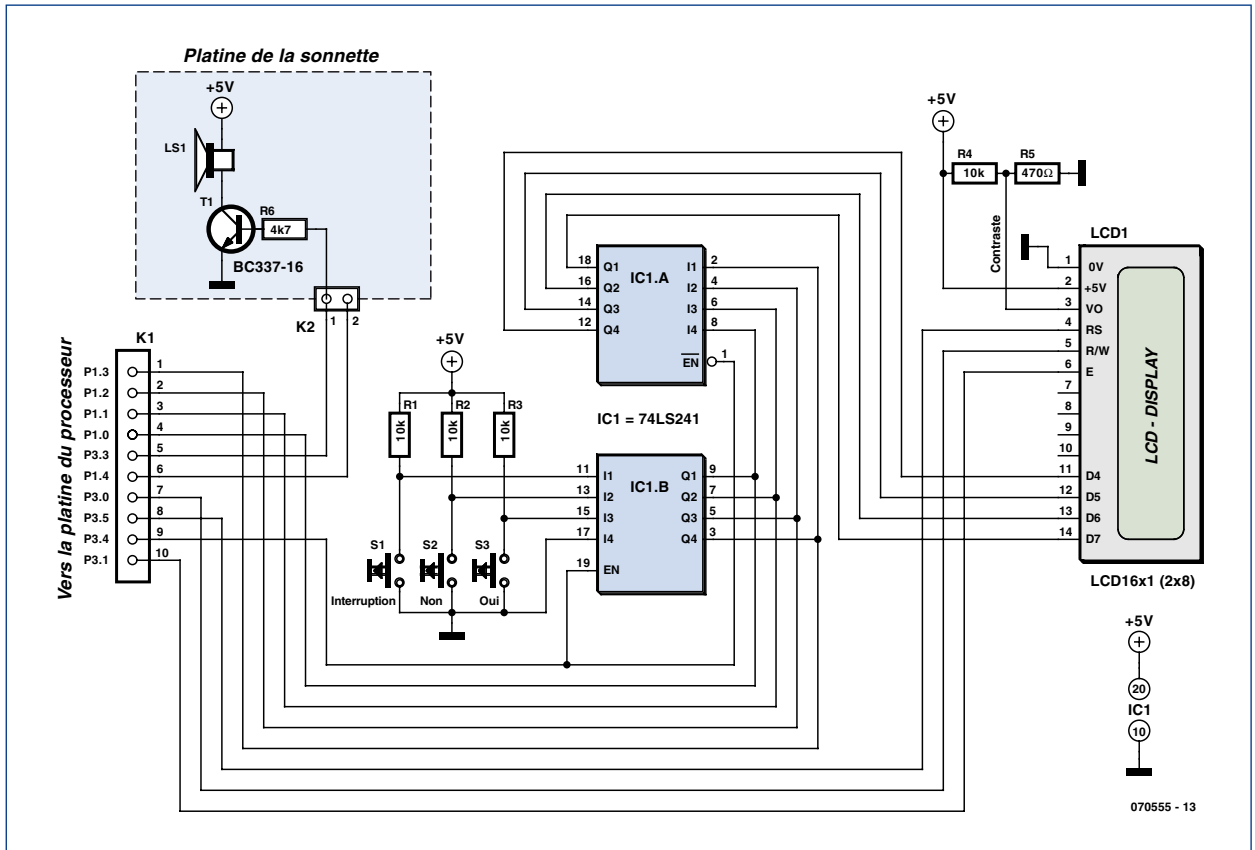 Platine de la sonnette
+5V
LS1
T1
R6
4k7
BC337-16
K2
1 2
Vers la platine du processeur
K1
P1.3 1
P1.2 2
P1.1 3
P1.0 4
P3.3 5
P1.4 6
P3.0 7
P3.5 8
P3.4 9
P3.1 10
+5V
R1 R2 R3
10k 10k 10k
S1 S2 S3
Interruption Non Oui
IC1.A
18 Q1 I1 2
16 Q2 I2 4
14 Q3 I3 6
12 Q4 I4 8
EN 1
IC1 = 74LS241
IC1.B
11 I1 Q1 9
13 I2 Q2 7
15 I3 Q3 5
17 I4 Q4 3
19 EN
+5V
R4 R5
10k 470Ω
Contraste
LCD1
1 0V
2 +5V
3 VO
4 RS
5 R/W
6 E
7
8
9
10
11 D4
12 D5
13 D6
14 D7
LCD - DISPLAY
LCD16x1 (2x8)
+5V
20
IC1
10
070555 - 13